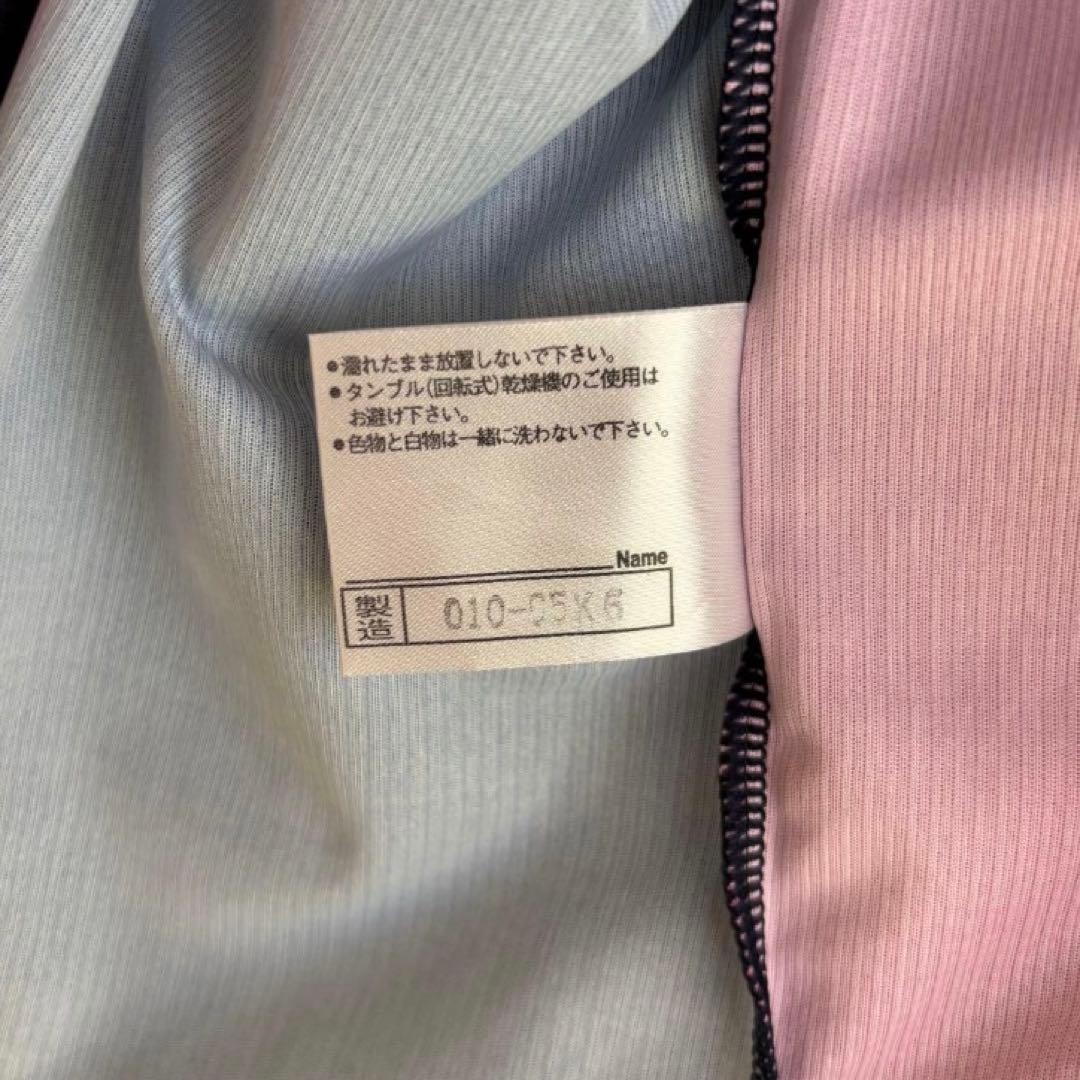 ●濡れたまま放置しないで下さい。
●タンブル(回転式)乾燥機のご使用は
お避け下さい。
●色物と白物は一緒に洗わないで下さい。
Name
製造 010-C5K6